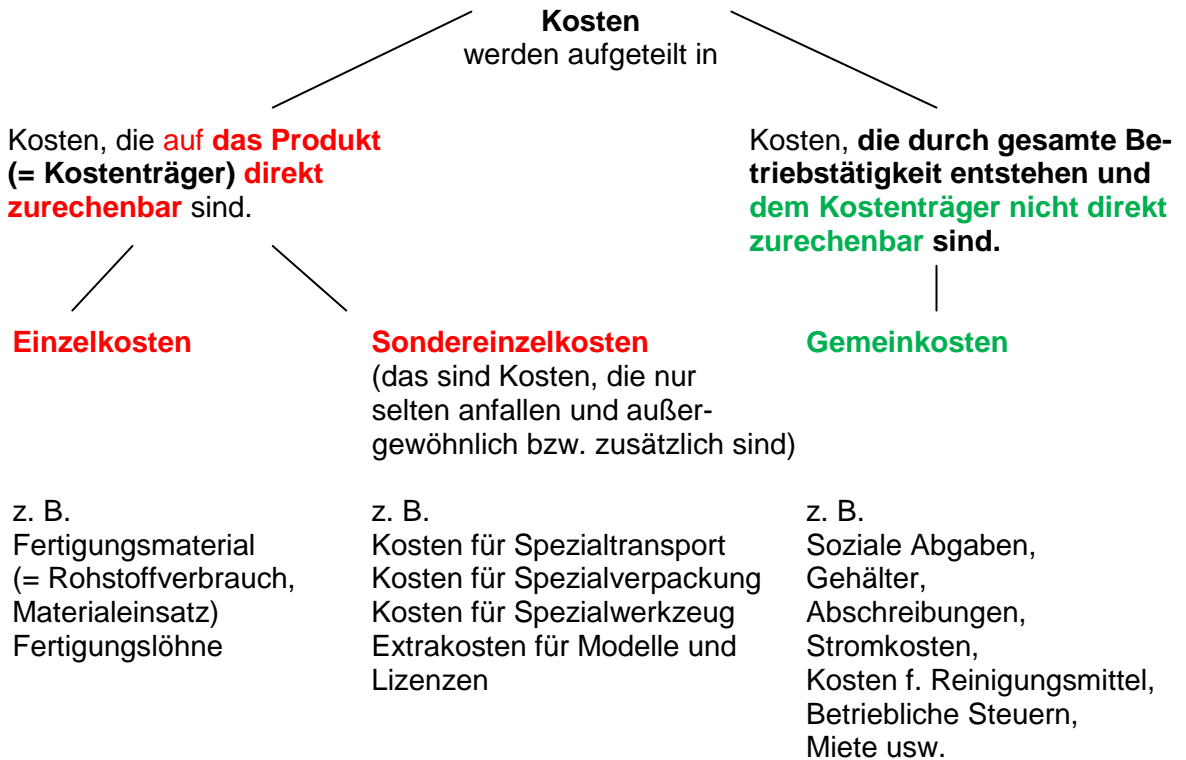 Kosten
werden aufgeteilt in
Kosten, die auf das Produkt
(= Kostenträger) direkt
zurechenbar sind.
Kosten, die durch gesamte Be-
triebstätigkeit entstehen und
dem Kostenträger nicht direkt
zurechenbar sind.
Einzelkosten
Sondereinzelkosten
(das sind Kosten, die nur
selten anfallen und außer-
gewöhnlich bzw. zusätzlich sind)
Gemeinkosten
z. B.
Fertigungsmaterial
(= Rohstoffverbrauch,
Materialeinsatz)
Fertigungslöhne
z. B.
Kosten für Spezialtransport
Kosten für Spezialverpackung
Kosten für Spezialwerkzeug
Extrakosten für Modelle und
Lizenzen
z. B.
Soziale Abgaben,
Gehälter,
Abschreibungen,
Stromkosten,
Kosten f. Reinigungsmittel,
Betriebliche Steuern,
Miete usw.